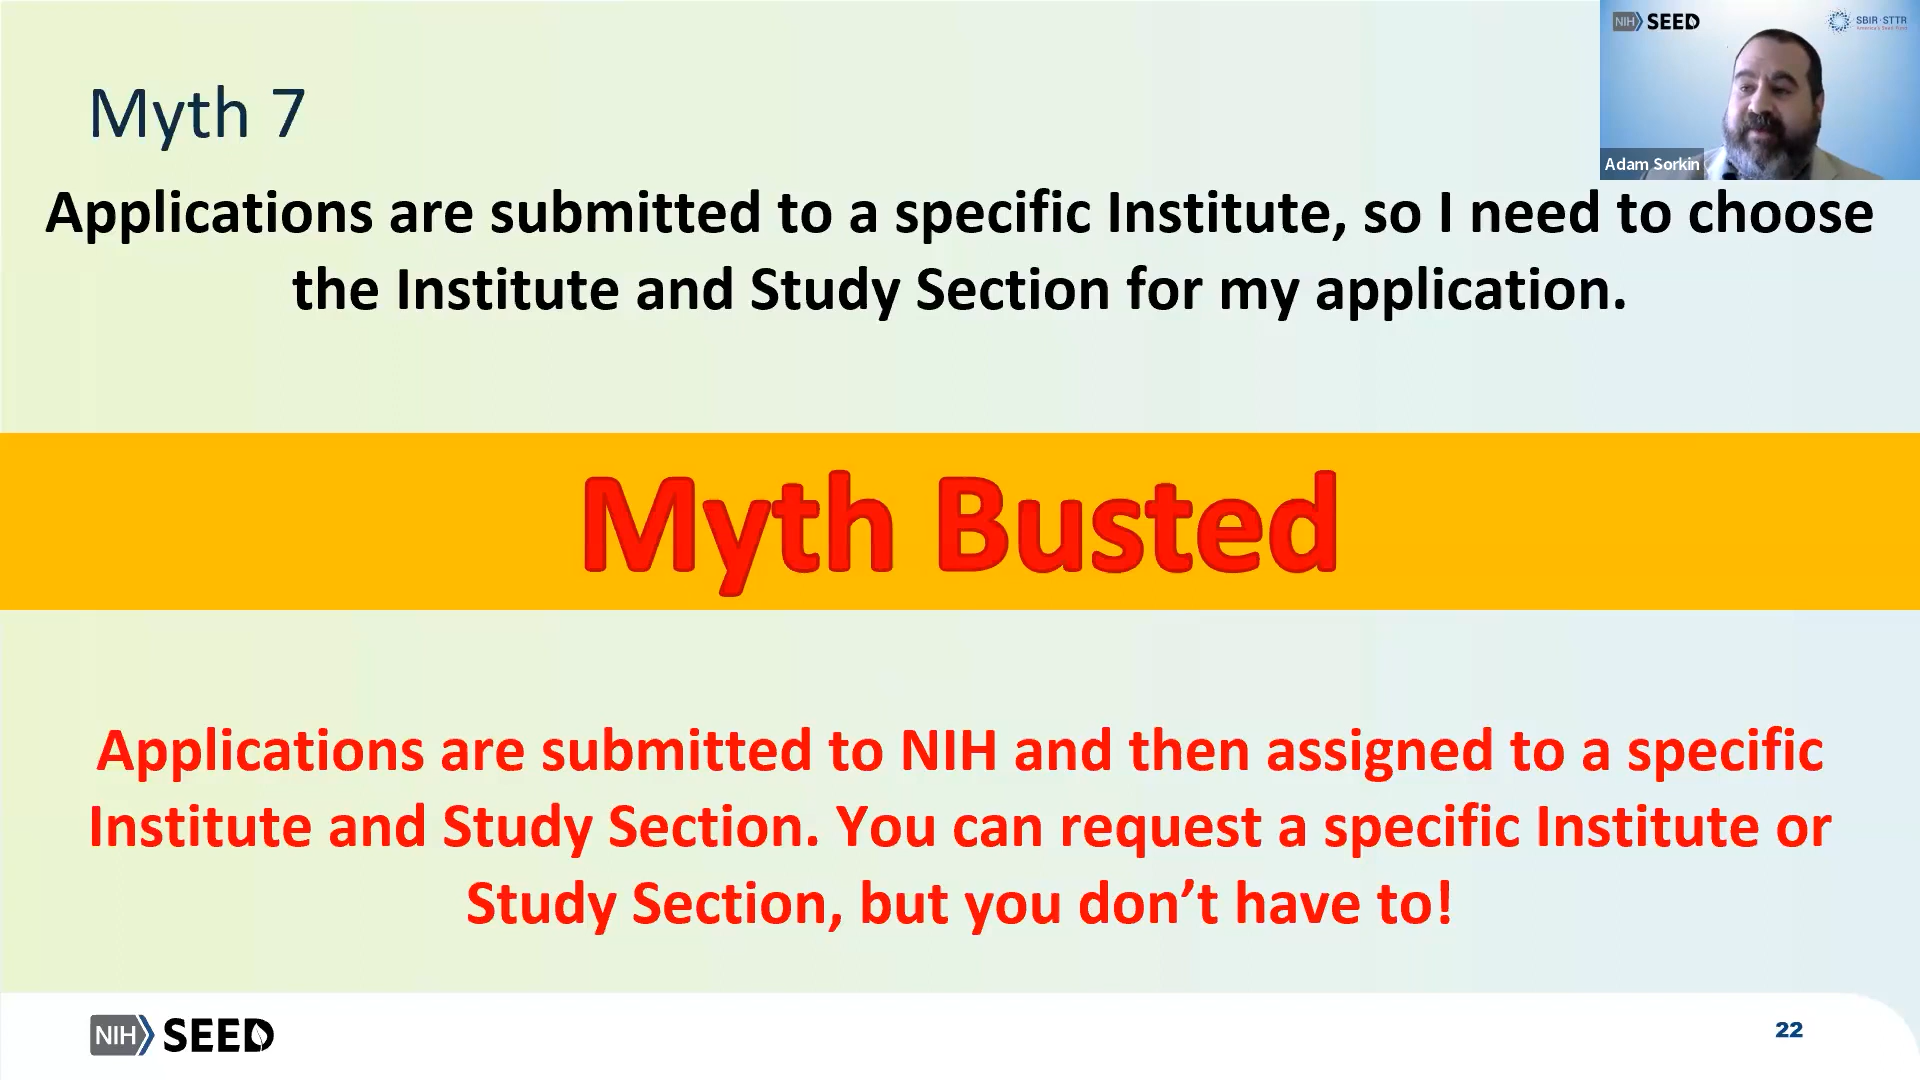 NIH SEED
SBIR·STTR
Adam Sorkin
Myth 7
Applications are submitted to a specific Institute, so I need to choose
the Institute and Study Section for my application.
Myth Busted
Applications are submitted to NIH and then assigned to a specific
Institute and Study Section. You can request a specific Institute or
Study Section, but you don’t have to!
NIH SEED
22